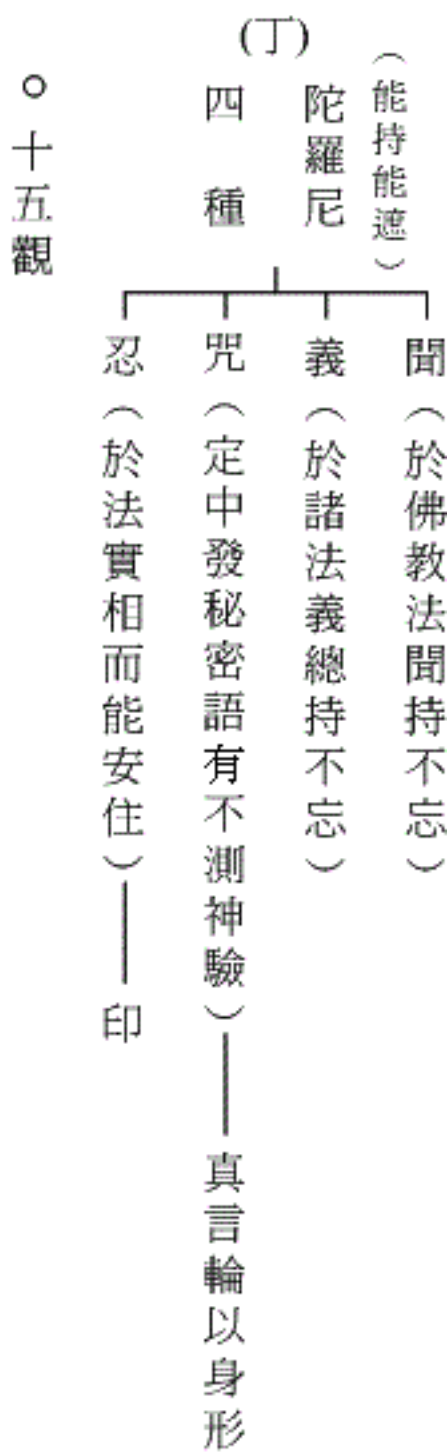 (丁)
(能持能遮)
陀羅尼
四種
聞(於佛教法聞持不忘)
義(於諸法義總持不忘)
咒(定中發秘密語有不測神驗)——真言輪以身形
忍(於法實相而能安住)——印
○十五觀